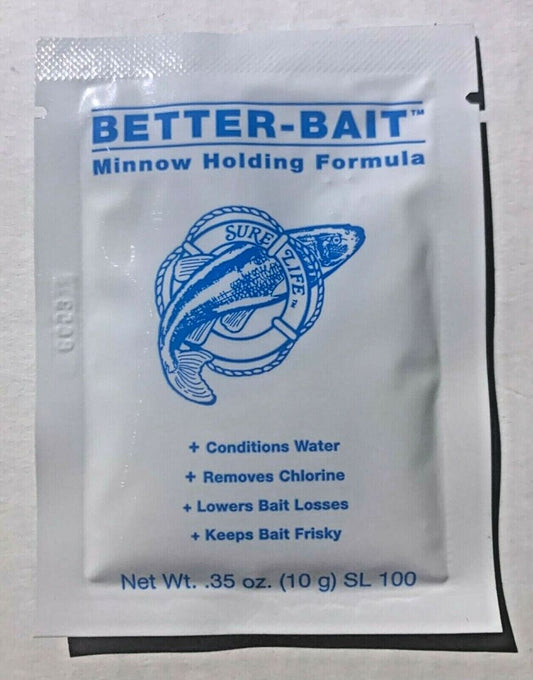 BETTER-BAIT™
Minnow Holding Formula
SURE LIFE™
+ Conditions Water
+ Removes Chlorine
+ Lowers Bait Losses
+ Keeps Bait Frisky
Net Wt. .35 oz. (10 g) SL 100